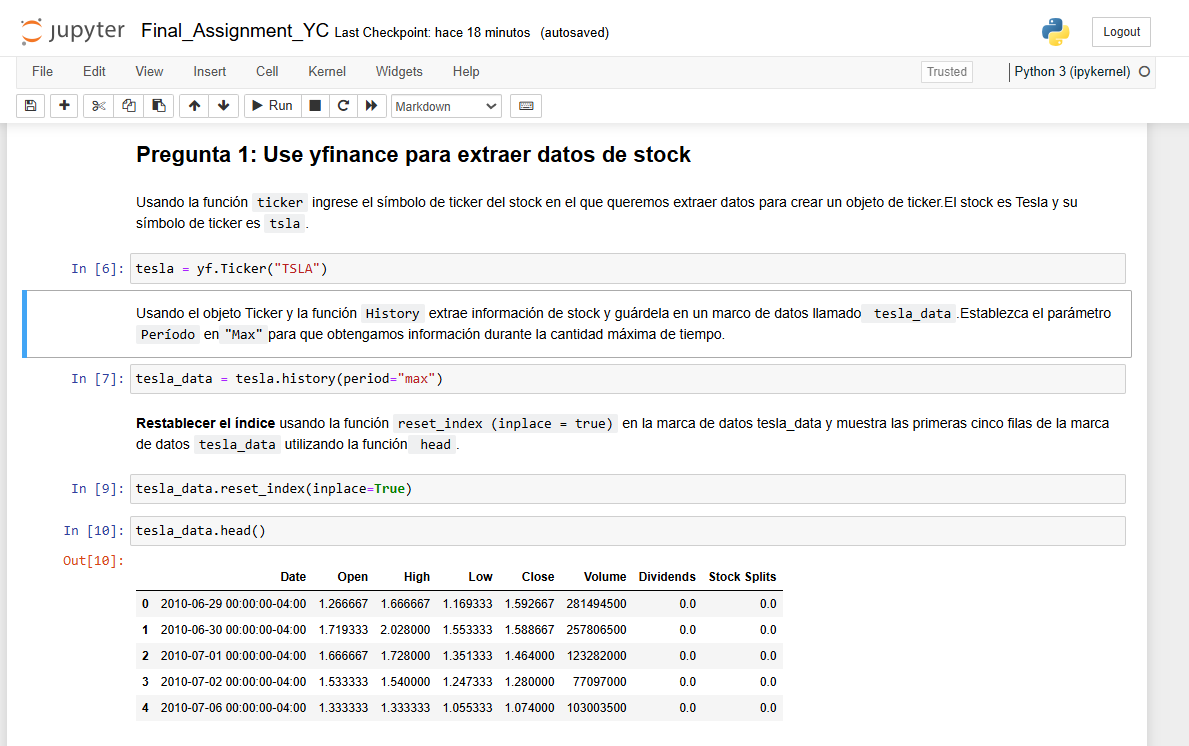 jupyter Final_Assignment_YC Last Checkpoint: hace 18 minutos (autosaved) Logout
File Edit View Insert Cell Kernel Widgets Help Trusted Python 3 (ipykernel)
Run Markdown
Pregunta 1: Use yfinance para extraer datos de stock
Usando la función ticker ingrese el símbolo de ticker del stock en el que queremos extraer datos para crear un objeto de ticker.El stock es Tesla y su
símbolo de ticker es tsla .
In [6]: tesla = yf.Ticker("TSLA")
Usando el objeto Ticker y la función History extrae información de stock y guárdela en un marco de datos llamado tesla_data .Establezca el parámetro
Período en "Max" para que obtengamos información durante la cantidad máxima de tiempo.
In [7]: tesla_data = tesla.history(period="max")
Restablecer el índice usando la función reset_index (inplace = true) en la marca de datos tesla_data y muestra las primeras cinco filas de la marca
de datos tesla_data utilizando la función head .
In [9]: tesla_data.reset_index(inplace=True)
In [10]: tesla_data.head()
Out[10]:
Date Open High Low Close Volume Dividends Stock Splits
0 2010-06-29 00:00:00-04:00 1.266667 1.666667 1.169333 1.592667 281494500 0.0 0.0
1 2010-06-30 00:00:00-04:00 1.719333 2.028000 1.553333 1.588667 257806500 0.0 0.0
2 2010-07-01 00:00:00-04:00 1.666667 1.728000 1.351333 1.464000 123282000 0.0 0.0
3 2010-07-02 00:00:00-04:00 1.533333 1.540000 1.247333 1.280000 77097000 0.0 0.0
4 2010-07-06 00:00:00-04:00 1.333333 1.333333 1.055333 1.074000 103003500 0.0 0.0